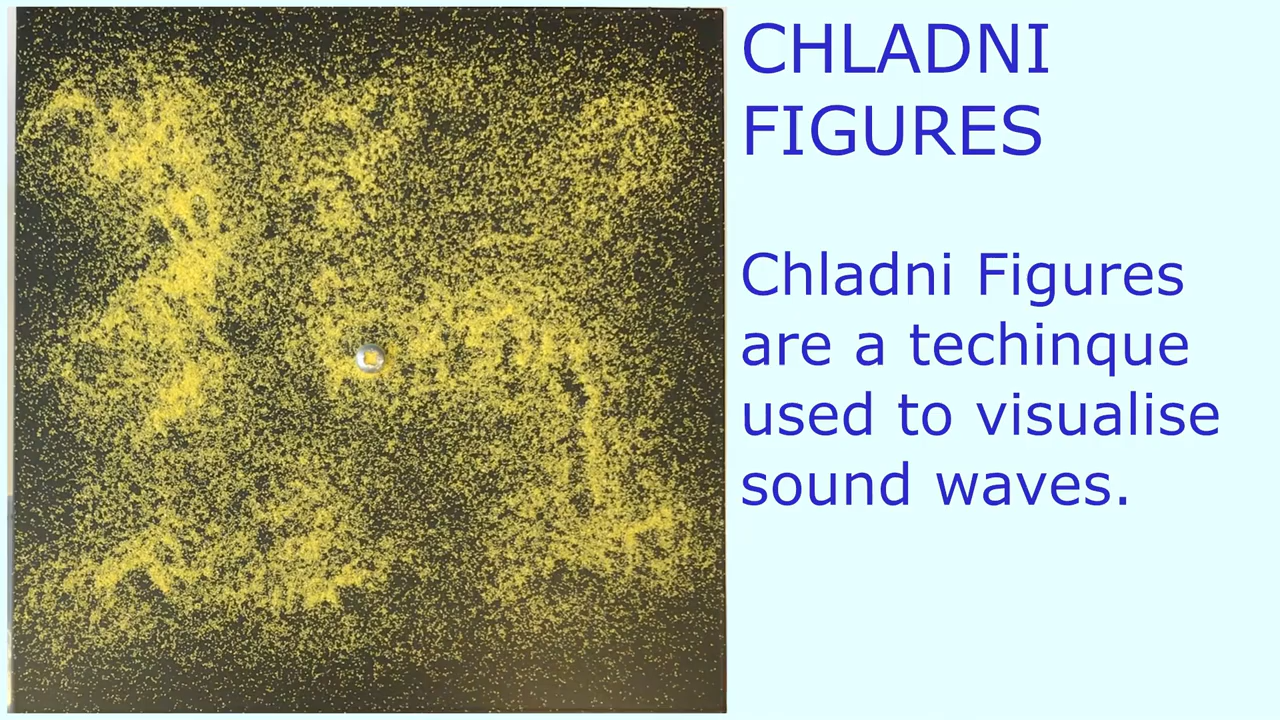 CHLADNI
FIGURES
Chladni Figures
are a techinque
used to visualise
sound waves.